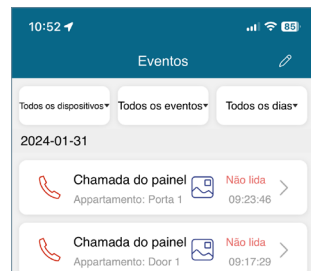 10:52 85
Eventos
Todos os dispositivos Todos os eventos Todos os dias
2024-01-31
Chamada do painel Não lida
Appartamento: Porta 1 09:23:46
Chamada do painel Não lida
Appartamento: Door 1 09:17:29